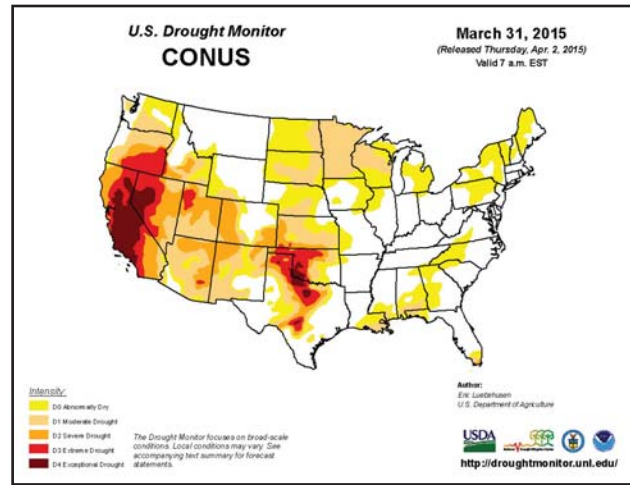 U.S. Drought Monitor
CONUS
March 31, 2015
(Released Thursday, Apr. 2, 2015)
Valid 7 a.m. EST
Intensity:
D0 Abnormally Dry
D1 Moderate Drought
D2 Severe Drought
D3 Extreme Drought
D4 Exceptional Drought
The Drought Monitor focuses on broad-scale
conditions. Local conditions may vary. See
accompanying text summary for forecast
statements.
Author:
Eric Luebehusen
U.S. Department of Agriculture
USDA
http://droughtmonitor.unl.edu/